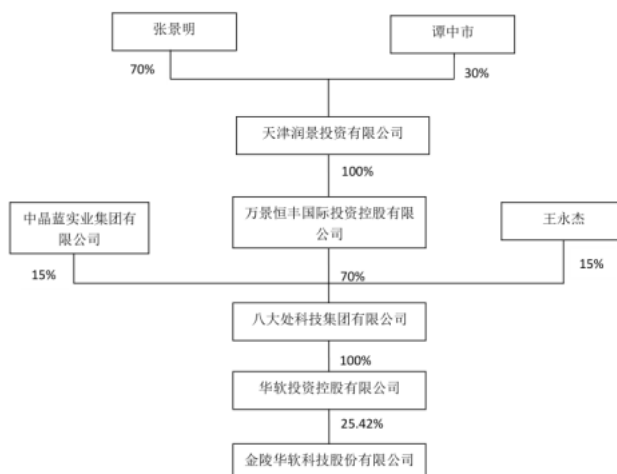 张景明
谭中市
70%
30%
天津润景投资有限公司
100%
中晶蓝实业集团有
限公司
万景恒丰国际投资控股有限
公司
王永杰
15%
70%
15%
八大处科技集团有限公司
100%
华软投资控股有限公司
25.42%
金陵华软科技股份有限公司